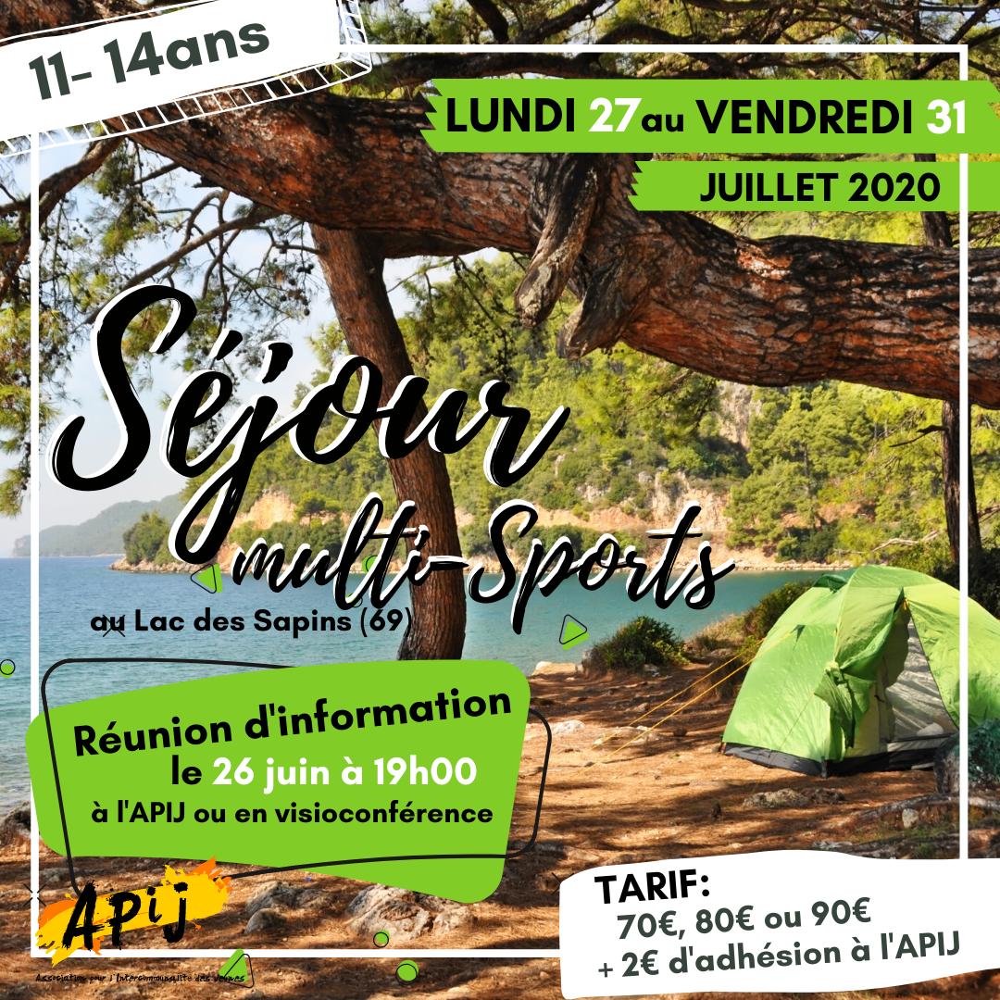 11- 14ans
LUNDI 27 au VENDREDI 31
JUILLET 2020
Séjour
multi-Sports
au Lac des Sapins (69)
Réunion d'information
le 26 juin à 19h00
à l'APIJ ou en visioconférence
APij
Association pour l'Intercommunalité des Jeunes
TARIF:
70€, 80€ ou 90€
+ 2€ d'adhésion à l'APIJ